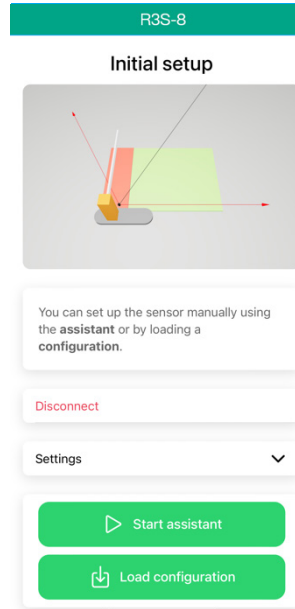 R3S-8
Initial setup
You can set up the sensor manually using
the assistant or by loading a
configuration.
Disconnect
Settings
Start assistant
Load configuration